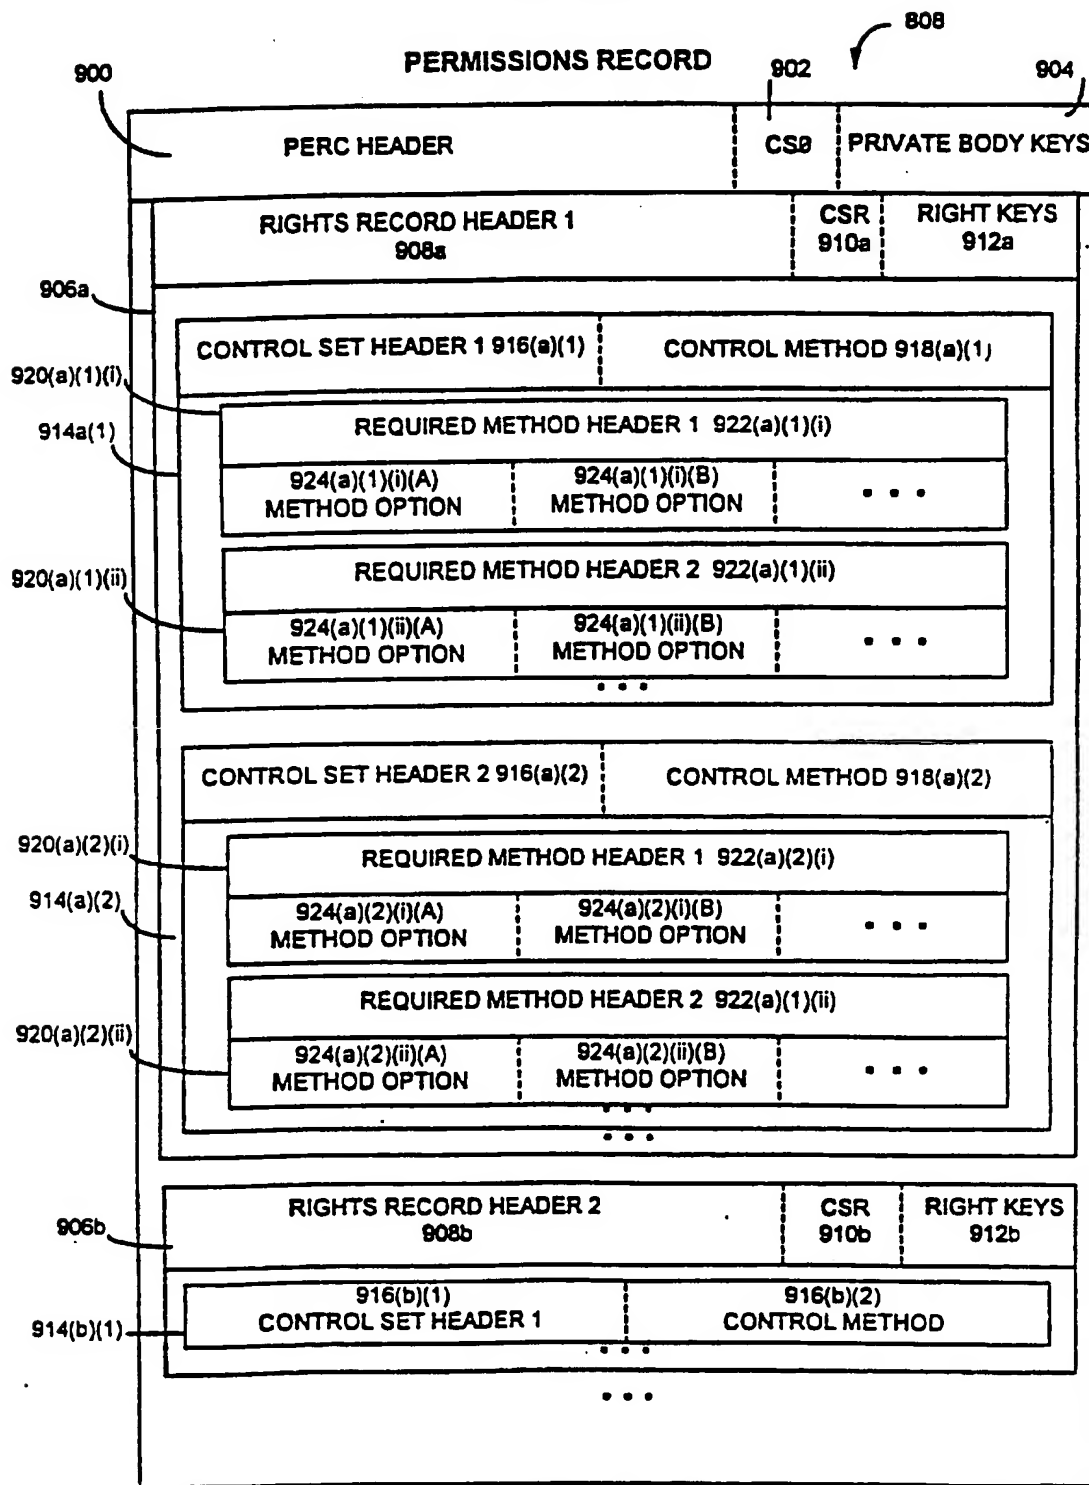 808
PERMISSIONS RECORD
900
902
904
PERC HEADER
CS0
PRIVATE BODY KEYS
RIGHTS RECORD HEADER 1
908a
CSR
910a
RIGHT KEYS
912a
906a
CONTROL SET HEADER 1 916(a)(1)
CONTROL METHOD 918(a)(1)
920(a)(1)(i)
REQUIRED METHOD HEADER 1 922(a)(1)(i)
914a(1)
924(a)(1)(i)(A)
METHOD OPTION
924(a)(1)(i)(B)
METHOD OPTION
• • •
REQUIRED METHOD HEADER 2 922(a)(1)(ii)
920(a)(1)(ii)
924(a)(1)(ii)(A)
METHOD OPTION
924(a)(1)(ii)(B)
METHOD OPTION
• • •
• • •
CONTROL SET HEADER 2 916(a)(2)
CONTROL METHOD 918(a)(2)
920(a)(2)(i)
REQUIRED METHOD HEADER 1 922(a)(2)(i)
914(a)(2)
924(a)(2)(i)(A)
METHOD OPTION
924(a)(2)(i)(B)
METHOD OPTION
• • •
REQUIRED METHOD HEADER 2 922(a)(1)(ii)
920(a)(2)(ii)
924(a)(2)(ii)(A)
METHOD OPTION
924(a)(2)(ii)(B)
METHOD OPTION
• • •
• • •
• • •
RIGHTS RECORD HEADER 2
908b
CSR
910b
RIGHT KEYS
912b
906b
916(b)(1)
CONTROL SET HEADER 1
916(b)(2)
CONTROL METHOD
914(b)(1)
• • •
• • •